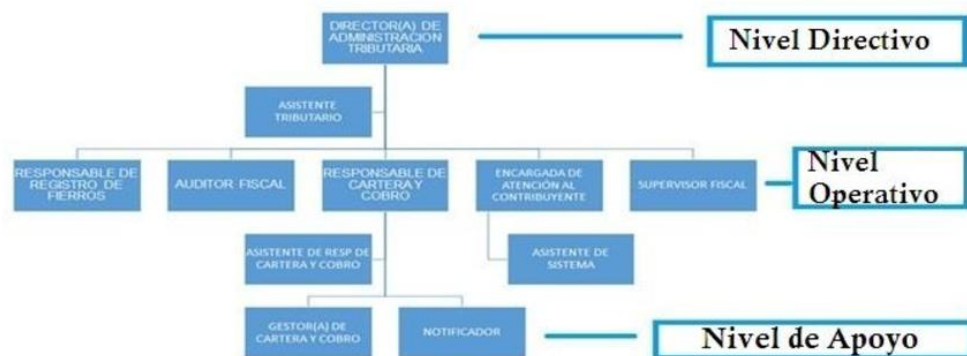 DIRECTOR(A) DE
ADMINISTRACION
TRIBUTARIA
Nivel Directivo
ASISTENTE
TRIBUTARIO
RESPONSABLE DE
REGISTRO DE
FIERROS
AUDITOR FISCAL
RESPONSABLE DE
CARTERA Y
COBRO
ENCARGADA DE
ATENCIÓN AL
CONTRIBUYENTE
SUPERVISOR FISCAL
Nivel
Operativo
ASISTENTE DE RESP DE
CARTERA Y COBRO
ASISTENTE DE
SISTEMA
GESTOR(A) DE
CARTERA Y COBRO
NOTIFICADOR
Nivel de Apoyo